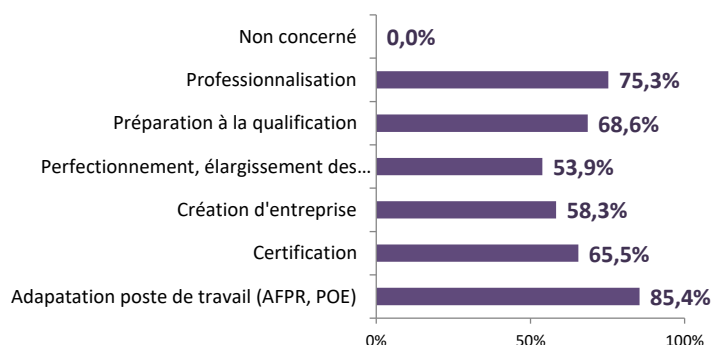 Non concerné 0,0%
Professionnalisation 75,3%
Préparation à la qualification 68,6%
Perfectionnement, élargissement des… 53,9%
Création d'entreprise 58,3%
Certification 65,5%
Adapatation poste de travail (AFPR, POE) 85,4%
0% 50% 100%